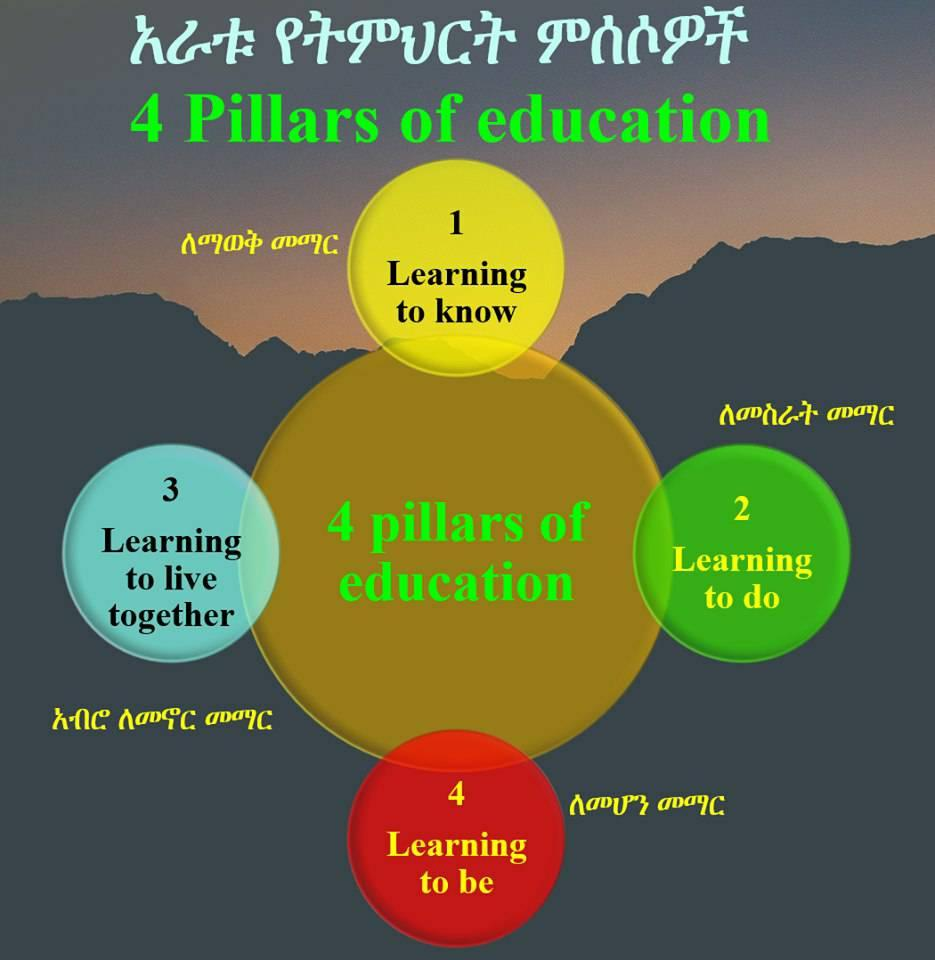 አራቱ የትምህርት ምሰሶዎች
4 Pillars of education
1
Learning
to know
ለማወቅ መማር
ለመስራት መማር
2
Learning
to do
4 pillars of
education
3
Learning
to live
together
አብሮ ለመኖር መማር
4
Learning
to be
ለመሆን መማር